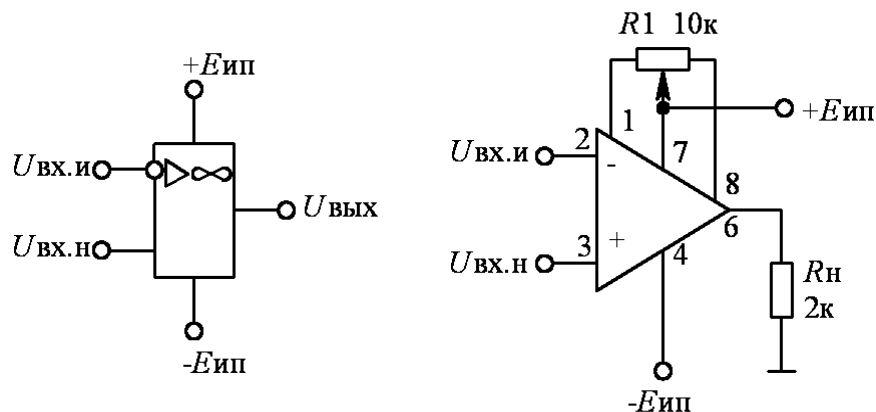 +Eип
Uвх.и
▷∞
Uвых
Uвх.н
-Eип
R1 10к
+Eип
1
7
2
Uвх.и
-
8
6
3
+
4
Uвх.н
Rн
2к
-Eип